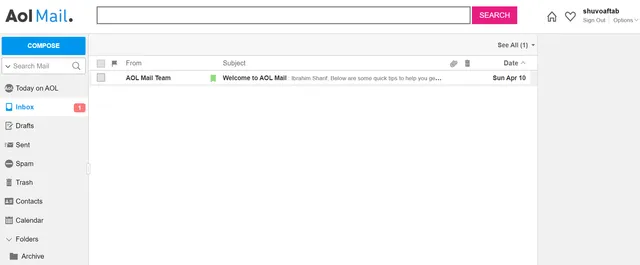 Aol Mail.
SEARCH
shuvoaftab
Sign Out
Options
COMPOSE
Search Mail
Today on AOL
Inbox
1
Drafts
Sent
Spam
Trash
Contacts
Calendar
Folders
Archive
See All (1)
From Subject Date
AOL Mail Team Welcome to AOL Mail Ibrahim Sharif, Below are some quick tips to help you ge... Sun Apr 10